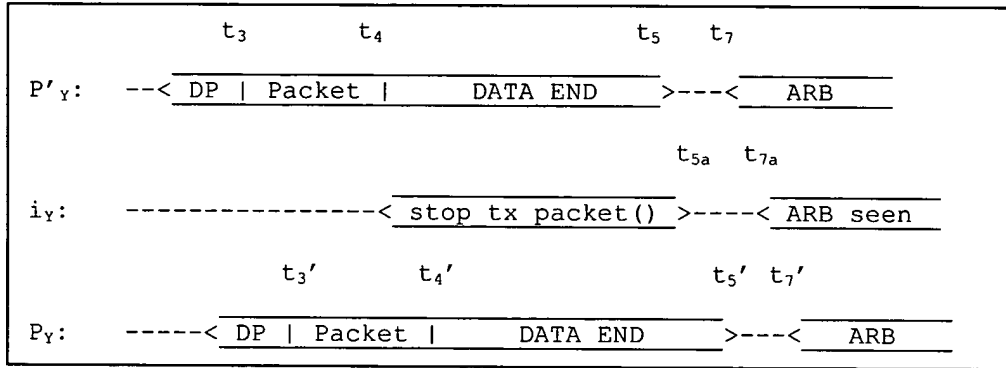 t3 t4 t5 t7
P'Y: --< DP | Packet | DATA END >----< ARB
t5a t7a
iY: ----------------< stop tx packet() >----< ARB seen
t3' t4' t5' t7'
PY: -----< DP | Packet | DATA END >---< ARB